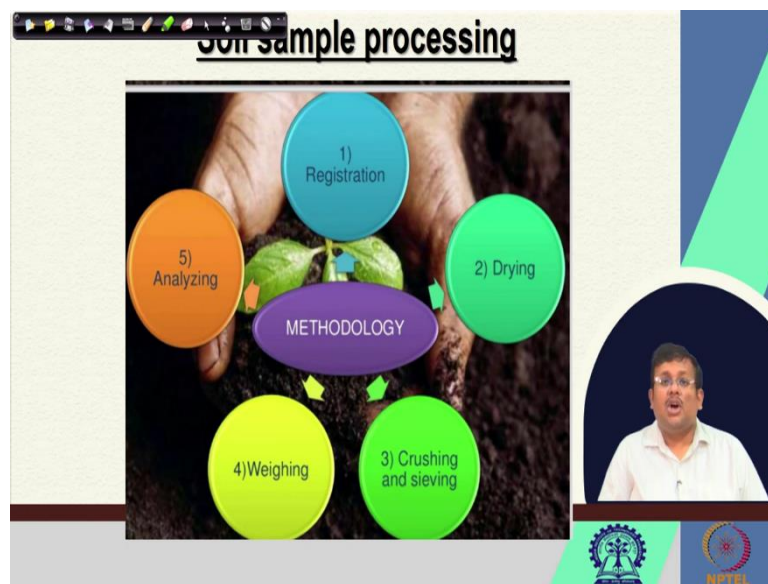 Soil sample processing
1)
Registration
5)
Analyzing
2) Drying
METHODOLOGY
4)Weighing
3) Crushing
and sieving
NPTEL